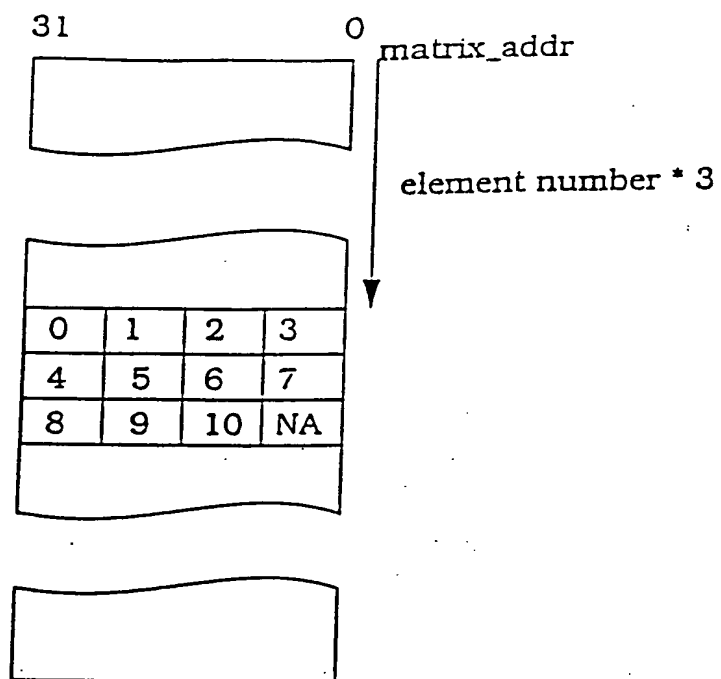 31 0
matrix_addr
element number * 3
0 1 2 3
4 5 6 7
8 9 10 NA